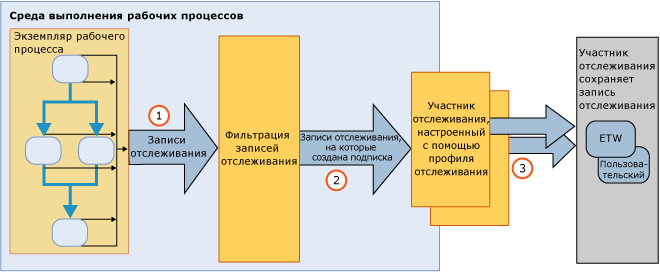 Среда выполнения рабочих процессов
Экземпляр рабочего
процесса
1
Записи
отслеживания
Фильтрация
записей
отслеживания
Записи отслеживания,
на которые
создана подписка
2
Участник
отслеживания,
настроенный
с помощью
профиля
отслеживания
3
Участник
отслеживания
сохраняет
запись
отслеживания
ETW
Пользова-
тельский